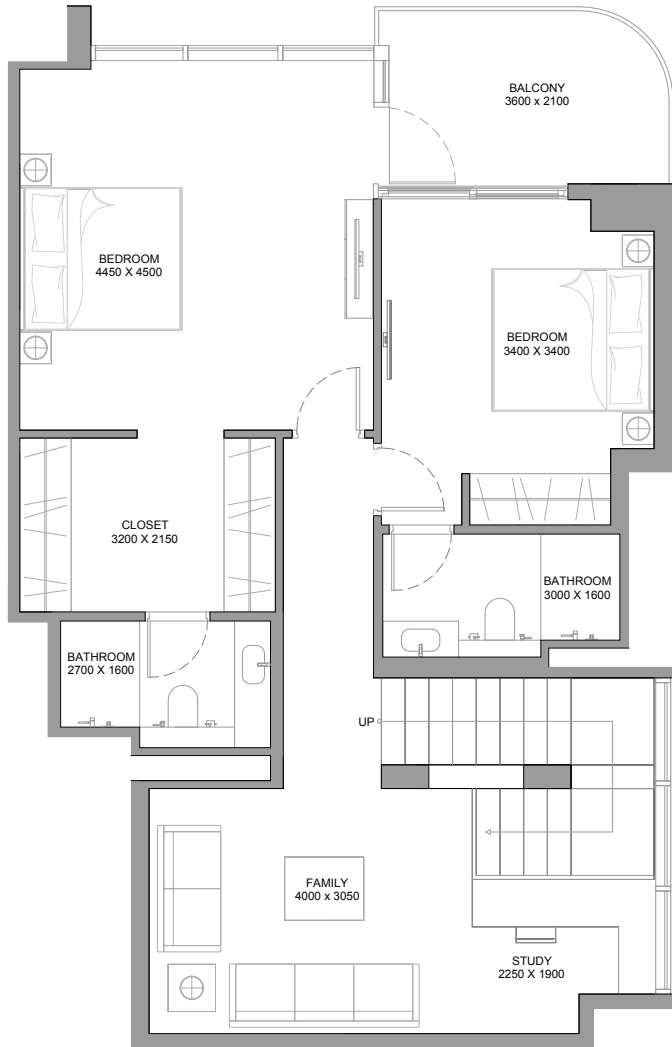 BALCONY
3600 x 2100
BEDROOM
4450 X 4500
BEDROOM
3400 X 3400
CLOSET
3200 X 2150
BATHROOM
3000 X 1600
BATHROOM
2700 X 1600
UP
FAMILY
4000 x 3050
STUDY
2250 X 1900